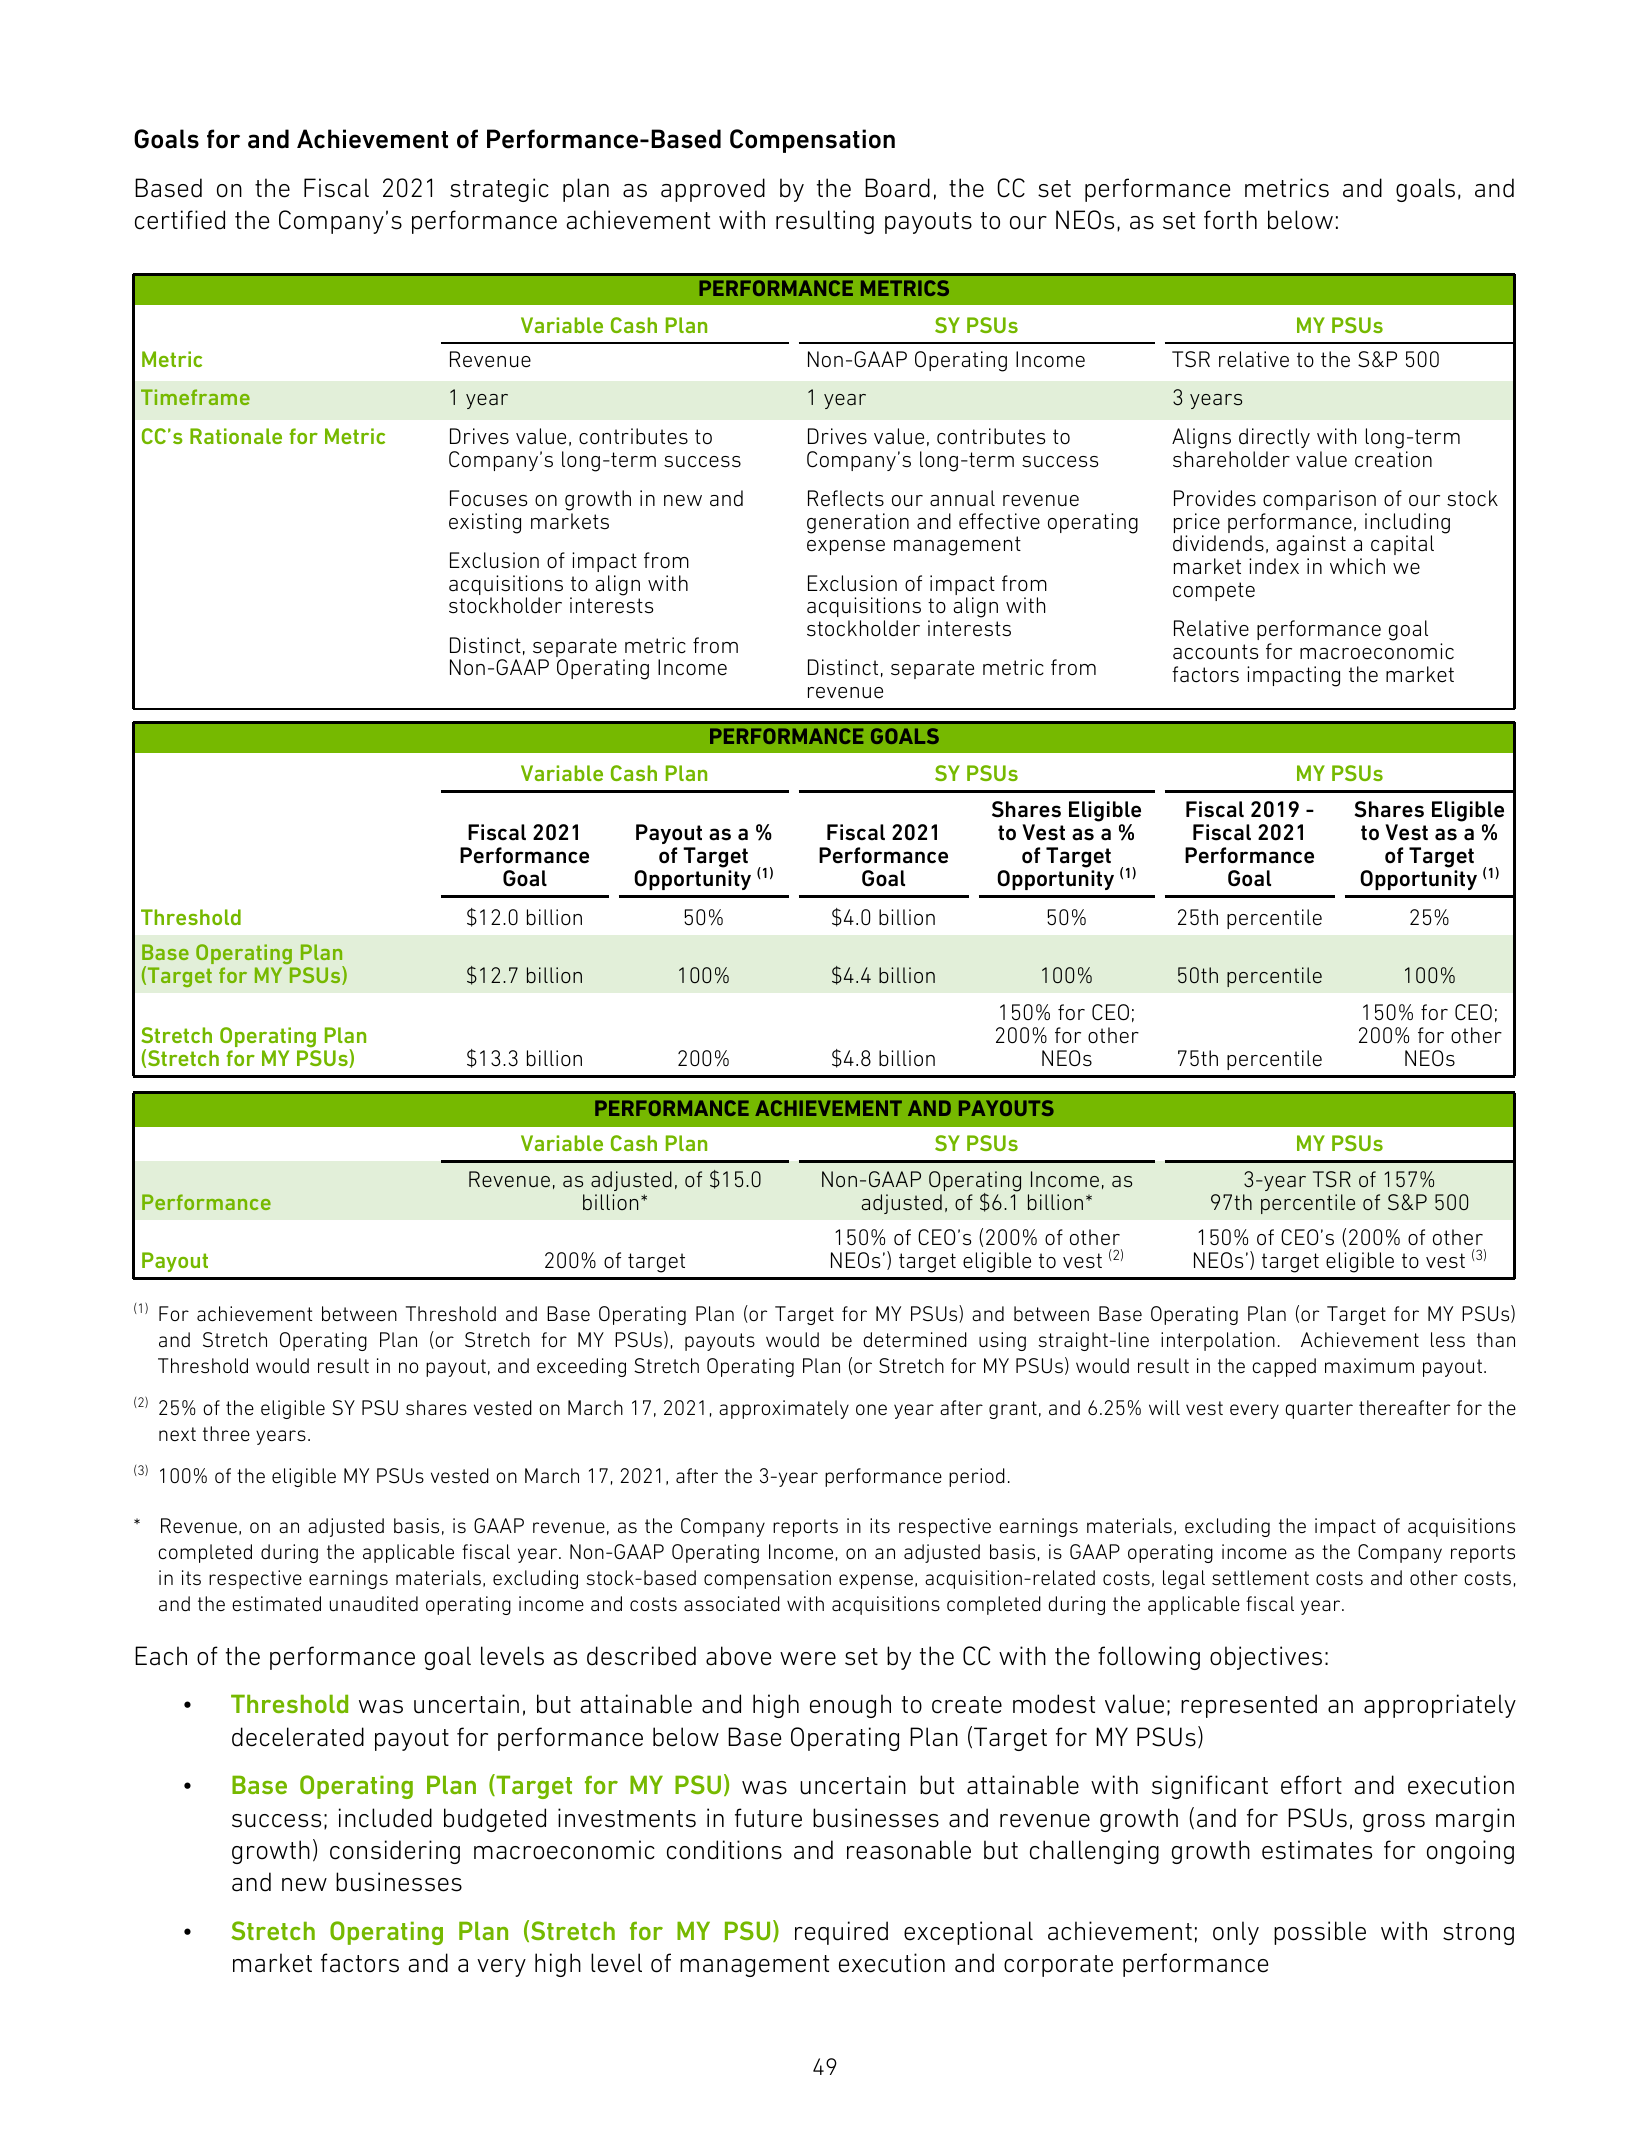 Goals for and Achievement of Performance-Based Compensation
Based on the Fiscal 2021 strategic plan as approved by the Board, the CC set performance metrics and goals, and
certified the Company's performance achievement with resulting payouts to our NEOs, as set forth below:
PERFORMANCE METRICS
Variable Cash Plan SY PSUs MY PSUs
Metric Revenue Non-GAAP Operating Income TSR relative to the S&P 500
Timeframe 1 year 1 year 3 years
CC's Rationale for Metric
Drives value, contributes to
Company's long-term success
Focuses on growth in new and
existing markets
Exclusion of impact from
acquisitions to align with
stockholder interests
Distinct, separate metric from
Non-GAAP Operating Income
Drives value, contributes to
Company's long-term success
Reflects our annual revenue
generation and effective operating
expense management
Exclusion of impact from
acquisitions to align with
stockholder interests
Distinct, separate metric from
revenue
Aligns directly with long-term
shareholder value creation
Provides comparison of our stock
price performance, including
dividends, against a capital
market index in which we
compete
Relative performance goal
accounts for macroeconomic
factors impacting the market
PERFORMANCE GOALS
Variable Cash Plan SY PSUs MY PSUs
Fiscal 2021
Performance
Goal
Payout as a %
of Target
Opportunity (1)
Fiscal 2021
Performance
Goal
Shares Eligible
to Vest as a %
of Target
Opportunity (1)
Fiscal 2019 -
Fiscal 2021
Performance
Goal
Shares Eligible
to Vest as a %
of Target
Opportunity (1)
Threshold $12.0 billion 50% $4.0 billion 50% 25th percentile 25%
Base Operating Plan
(Target for MY PSUs) $12.7 billion 100% $4.4 billion 100% 50th percentile 100%
Stretch Operating Plan
(Stretch for MY PSUs) $13.3 billion 200% $4.8 billion
150% for CEO;
200% for other
NEOs
75th percentile
150% for CEO;
200% for other
NEOs
PERFORMANCE ACHIEVEMENT AND PAYOUTS
Variable Cash Plan SY PSUs MY PSUs
Performance
Revenue, as adjusted, of $15.0
billion*
Non-GAAP Operating Income, as
adjusted, of $6.1 billion*
3-year TSR of 157%
97th percentile of S&P 500
Payout
200% of target
150% of CEO's (200% of other
NEOs') target eligible to vest (2)
150% of CEO's (200% of other
NEOs') target eligible to vest (3)
(1) For achievement between Threshold and Base Operating Plan (or Target for MY PSUs) and between Base Operating Plan (or Target for MY PSUs)
and Stretch Operating Plan (or Stretch for MY PSUs), payouts would be determined using straight-line interpolation. Achievement less than
Threshold would result in no payout, and exceeding Stretch Operating Plan (or Stretch for MY PSUs) would result in the capped maximum payout.
(2) 25% of the eligible SY PSU shares vested on March 17, 2021, approximately one year after grant, and 6.25% will vest every quarter thereafter for the
next three years.
(3) 100% of the eligible MY PSUs vested on March 17, 2021, after the 3-year performance period.
* Revenue, on an adjusted basis, is GAAP revenue, as the Company reports in its respective earnings materials, excluding the impact of acquisitions
completed during the applicable fiscal year. Non-GAAP Operating Income, on an adjusted basis, is GAAP operating income as the Company reports
in its respective earnings materials, excluding stock-based compensation expense, acquisition-related costs, legal settlement costs and other costs,
and the estimated unaudited operating income and costs associated with acquisitions completed during the applicable fiscal year.
Each of the performance goal levels as described above were set by the CC with the following objectives:
• Threshold was uncertain, but attainable and high enough to create modest value; represented an appropriately
decelerated payout for performance below Base Operating Plan (Target for MY PSUs)
• Base Operating Plan (Target for MY PSU) was uncertain but attainable with significant effort and execution
success; included budgeted investments in future businesses and revenue growth (and for PSUs, gross margin
growth) considering macroeconomic conditions and reasonable but challenging growth estimates for ongoing
and new businesses
• Stretch Operating Plan (Stretch for MY PSU) required exceptional achievement; only possible with strong
market factors and a very high level of management execution and corporate performance
49